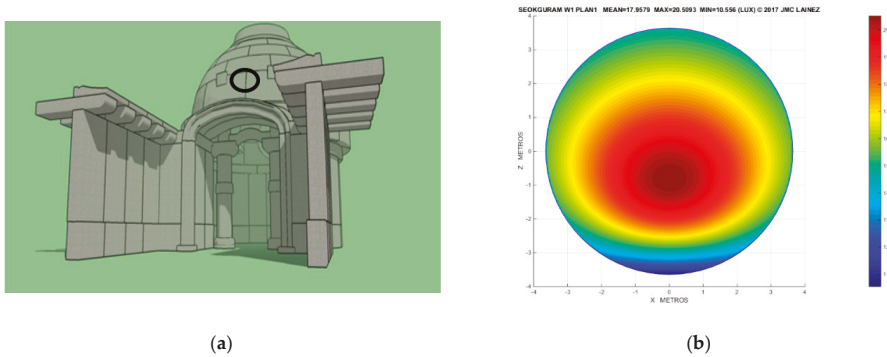 SEOKGURAM W1 PLAN1 MEAN=17.9579 MAX=20.5093 MIN=10.556 (LUX) © 2017 JMC LAINEZ
4
3
2
1
0
-1
-2
-3
-4
Z METROS
-4 -3 -2 -1 0 1 2 3 4
X METROS
(a) (b)